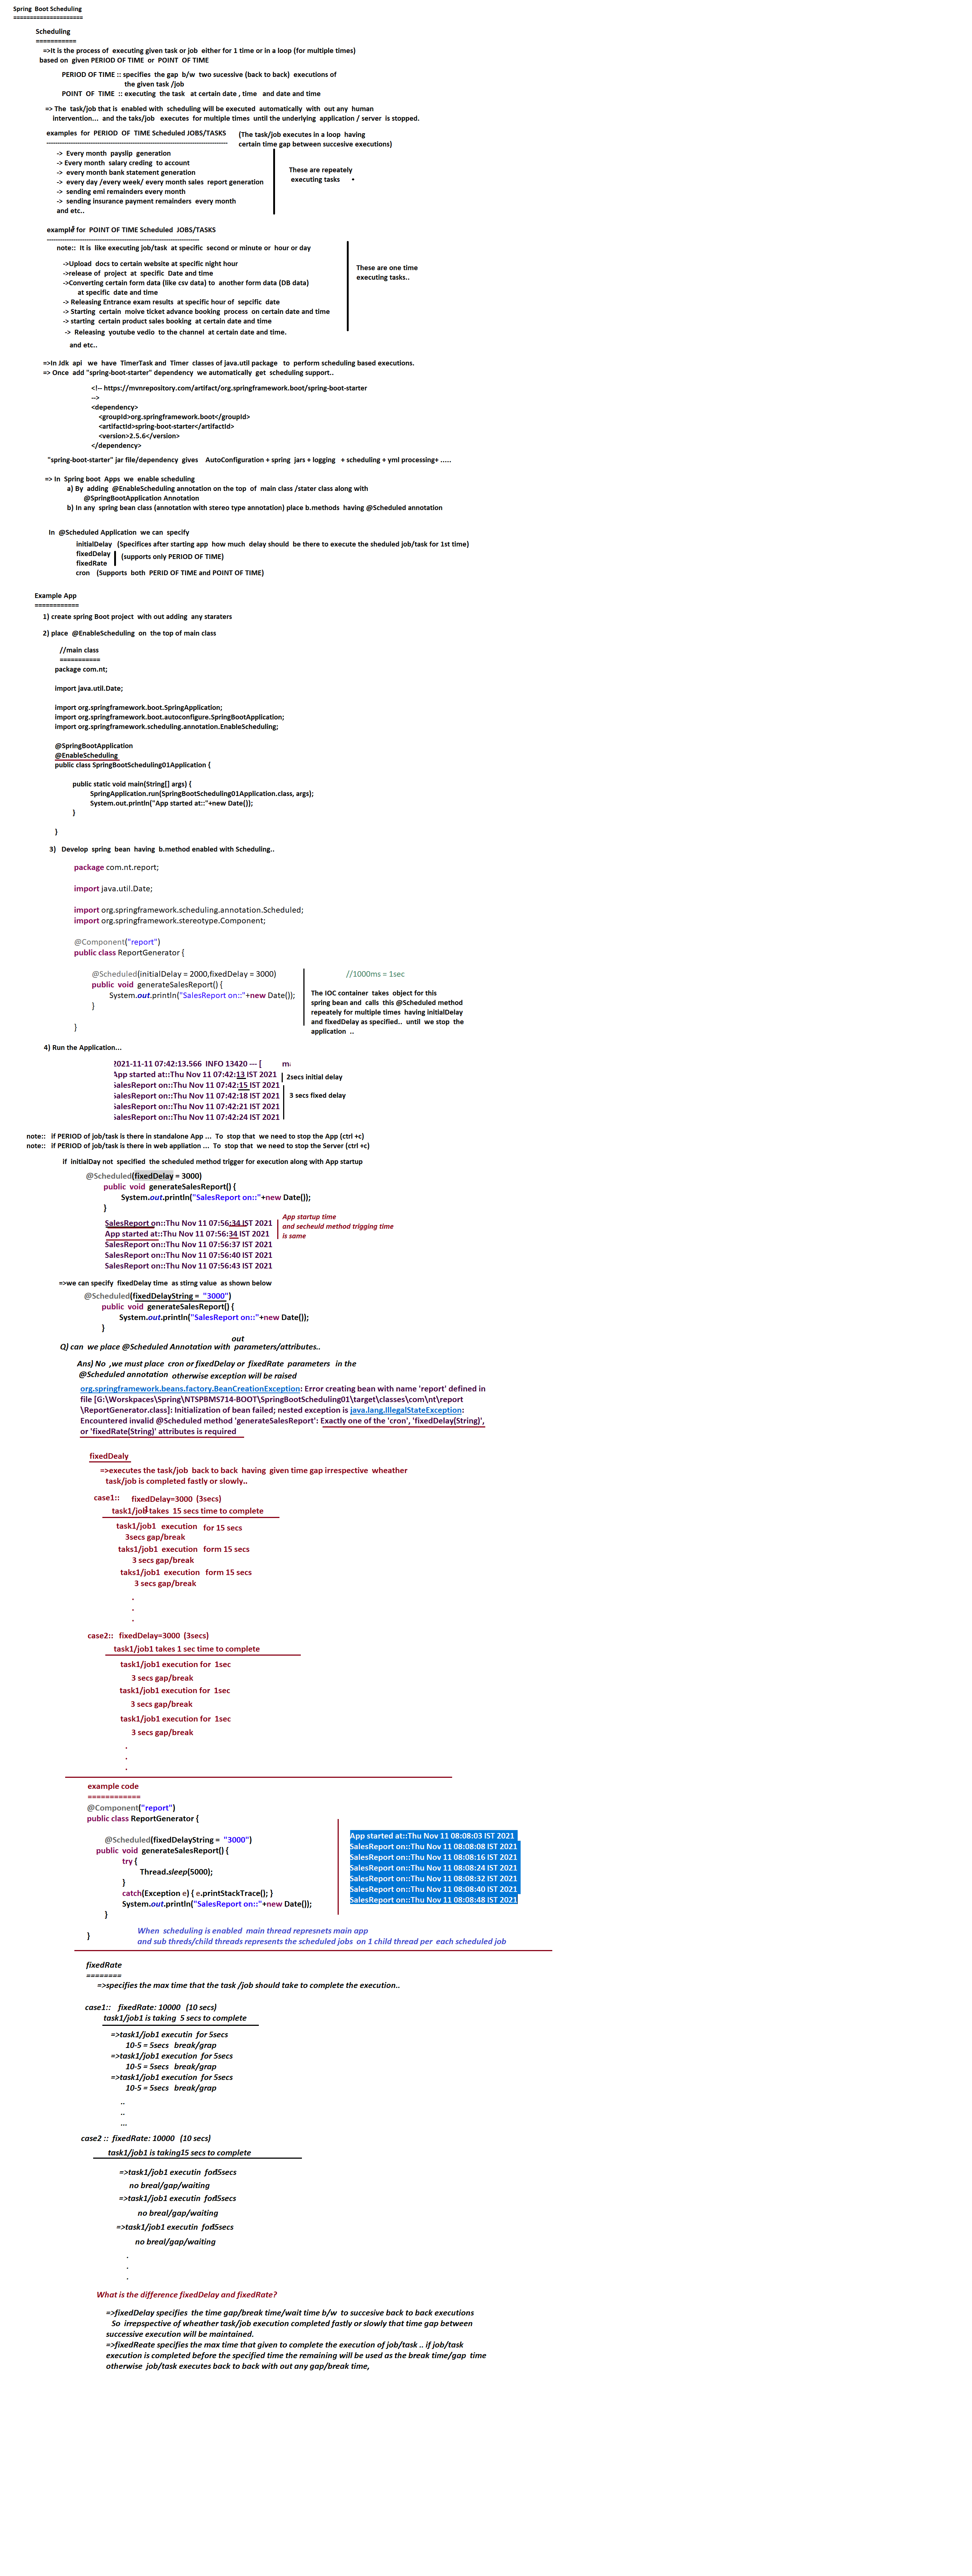 Spring  Boot Scheduling
=====================
Scheduling
===========
=>It is the process of  executing given task or job  either for 1 time or in a loop (for multiple times)
based on  given PERIOD OF TIME  or  POINT  OF TIME
PERIOD OF TIME :: specifies  the gap  b/w  two sucessive (back to back)  executions of
the given task /job
POINT  OF  TIME  :: executing  the task   at certain date , time   and date and time
=> The  task/job that is  enabled with  scheduling will be executed  automatically  with  out any  human
intervention...  and the taks/job   executes  for multiple times  until the underlying  application / server  is stopped.
examples  for  PERIOD  OF  TIME Scheduled JOBS/TASKS
(The task/job executes in a loop  having
certain time gap between succesive executions)
------------------------------------------------------------------------
->  Every month  payslip  generation
-> Every month  salary creding  to account
->  every month bank statement generation
->  every day /every week/ every month sales  report generation
->  sending emi remainders every month
->  sending insurance payment remainders  every month
and etc..
These are repeately
executing tasks
example for  POINT OF TIME Scheduled  JOBS/TASKS
------------------------------------------------------------
note::  It is  like executing job/task  at specific  second or minute or  hour or day
->Upload  docs to certain website at specific night hour
->release of  project  at  specific  Date and time
->Converting certain form data (like csv data) to  another form data (DB data)
at specific  date and time
-> Releasing Entrance exam results  at specific hour of  sepcific  date
-> Starting  certain  moive ticket advance booking  process  on certain date and time
-> starting  certain product sales booking  at certain date and time
->  Releasing  youtube vedio  to the channel  at certain date and time.
and etc..
These are one time
executing tasks..
=>In Jdk  api   we  have  TimerTask and  Timer  classes of java.util package   to  perform scheduling based executions.
=> Once  add "spring-boot-starter" dependency  we automatically  get  scheduling support..
<!-- https://mvnrepository.com/artifact/org.springframework.boot/spring-boot-starter
-->
<dependency>
<groupId>org.springframework.boot</groupId>
<artifactId>spring-boot-starter</artifactId>
<version>2.5.6</version>
</dependency>
"spring-boot-starter" jar file/dependency  gives    AutoConfiguration + spring  jars + logging   + scheduling + yml processing+ .....
=> In  Spring boot  Apps  we  enable scheduling
a) By  adding  @EnableScheduling annotation on the top  of  main class /stater class along with
@SpringBootApplication Annotation
b) In any  spring bean class (annotation with stereo type annotation) place b.methods  having @Scheduled annotation
In  @Scheduled Application  we can  specify
initialDelay   (Specifices after starting app  how much  delay should  be there to execute the sheduled job/task for 1st time)
fixedDelay
fixedRate
(supports only PERIOD OF TIME)
cron    (Supports  both  PERID OF TIME and POINT OF TIME)
Example App
============
1) create spring Boot project  with out adding  any staraters
2) place  @EnableScheduling  on  the top of main class
//main class
===========
package com.nt;
import java.util.Date;
import org.springframework.boot.SpringApplication;
import org.springframework.boot.autoconfigure.SpringBootApplication;
import org.springframework.scheduling.annotation.EnableScheduling;
@SpringBootApplication
@EnableScheduling
public class SpringBootScheduling01Application {
public static void main(String[] args) {
SpringApplication.run(SpringBootScheduling01Application.class, args);
System.out.println("App started at::"+new Date());
}
}
3)   Develop  spring  bean  having  b.method enabled with Scheduling..
package com.nt.report;
import java.util.Date;
import org.springframework.scheduling.annotation.Scheduled;
import org.springframework.stereotype.Component;
@Component("report")
public class ReportGenerator {
@Scheduled(initialDelay = 2000,fixedDelay = 3000)
//1000ms = 1sec
public  void  generateSalesReport() {
System.out.println("SalesReport on::"+new Date());
}
}
The IOC container  takes  object for this
spring bean and  calls  this @Scheduled method
repeately for multiple times  having initialDelay
and fixedDelay as specified..  until  we stop  the
application  ..
4) Run the Application...
2021-11-11 07:42:13.566  INFO 13420 --- [
App started at::Thu Nov 11 07:42:13 IST 2021
SalesReport on::Thu Nov 11 07:42:15 IST 2021
SalesReport on::Thu Nov 11 07:42:18 IST 2021
SalesReport on::Thu Nov 11 07:42:21 IST 2021
SalesReport on::Thu Nov 11 07:42:24 IST 2021
2secs initial delay
3 secs fixed delay
note::   if PERIOD of job/task is there in standalone App ...  To  stop that  we need to stop the App (ctrl +c)
note::   if PERIOD of job/task is there in web appliation ...  To  stop that  we need to stop the Server (ctrl +c)
if  initialDay  not  specified  the scheduled method trigger for execution along with App startup
@Scheduled(fixedDelay = 3000)
public  void  generateSalesReport() {
System.out.println("SalesReport on::"+new Date());
}
SalesReport on::Thu Nov 11 07:56:34 IST 2021
App started at::Thu Nov 11 07:56:34 IST 2021
SalesReport on::Thu Nov 11 07:56:37 IST 2021
SalesReport on::Thu Nov 11 07:56:40 IST 2021
SalesReport on::Thu Nov 11 07:56:43 IST 2021
App startup time
and secheuld method trigging time
is same
=>we can specify  fixedDelay time  as stirng value  as shown below
@Scheduled(fixedDelayString =  "3000")
public  void  generateSalesReport() {
System.out.println("SalesReport on::"+new Date());
}
out
Q) can  we place @Scheduled Annotation with  parameters/attributes..
Ans) No  ,we must place  cron or fixedDelay or  fixedRate  parameters   in the
@Scheduled annotation  otherwise exception will be raised
org.springframework.beans.factory.BeanCreationException: Error creating bean with name 'report' defined in
file [G:\Worskpaces\Spring\NTSPBMS714-BOOT\SpringBootScheduling01\target\classes\com\nt\report
\ReportGenerator.class]: Initialization of bean failed; nested exception is java.lang.IllegalStateException:
Encountered invalid @Scheduled method 'generateSalesReport': Exactly one of the 'cron', 'fixedDelay(String)',
or 'fixedRate(String)' attributes is required
fixedDealy
=>executes the task/job  back to back  having  given time gap irrespective  wheather
task/job is completed fastly or slowly..
case1::    fixedDelay=3000  (3secs)
task1/job1takes  15 secs time to complete
task1/job1  execution   for 15 secs
3secs gap/break
taks1/job1  execution   form 15 secs
3 secs gap/break
taks1/job1  execution   form 15 secs
3 secs gap/break
.
.
.
case2::   fixedDelay=3000  (3secs)
task1/job1 takes 1 sec time to complete
task1/job1 execution for  1sec
3 secs gap/break
task1/job1 execution for  1sec
3 secs gap/break
task1/job1 execution for  1sec
3 secs gap/break
.
.
.
example code
============
@Component("report")
public class ReportGenerator {
@Scheduled(fixedDelayString =  "3000")
public  void  generateSalesReport() {
try {
Thread.sleep(5000);
}
catch(Exception e) { e.printStackTrace(); }
System.out.println("SalesReport on::"+new Date());
}
}
App started at::Thu Nov 11 08:08:03 IST 2021
SalesReport on::Thu Nov 11 08:08:08 IST 2021
SalesReport on::Thu Nov 11 08:08:16 IST 2021
SalesReport on::Thu Nov 11 08:08:24 IST 2021
SalesReport on::Thu Nov 11 08:08:32 IST 2021
SalesReport on::Thu Nov 11 08:08:40 IST 2021
SalesReport on::Thu Nov 11 08:08:48 IST 2021
When  scheduling is enabled  main thread represnets main app
and sub threds/child threads represents the scheduled jobs  on 1 child thread per  each scheduled job
fixedRate
========
=>specifies the max time that the task /job should take to complete the execution..
case1::    fixedRate: 10000   (10 secs)
task1/job1 is taking  5 secs to complete
=>task1/job1 executin  for 5secs
10-5 = 5secs   break/grap
=>task1/job1 execution  for 5secs
10-5 = 5secs   break/grap
=>task1/job1 execution  for 5secs
10-5 = 5secs   break/grap
..
..
...
case2 ::  fixedRate: 10000   (10 secs)
task1/job1 is taking15 secs to complete
=>task1/job1 executin  for15secs
no breal/gap/waiting
=>task1/job1 executin  for15secs
no breal/gap/waiting
=>task1/job1 executin  for15secs
no breal/gap/waiting
.
.
.
What is the difference fixedDelay and fixedRate?
=>fixedDelay specifies  the time gap/break time/wait time b/w  to succesive back to back executions
So  irrepspective of wheather task/job execution completed fastly or slowly that time gap between
successive execution will be maintained.
=>fixedReate specifies the max time that given to complete the execution of job/task .. if job/task
execution is completed before the specified time the remaining will be used as the break time/gap  time
otherwise  job/task executes back to back with out any gap/break time,